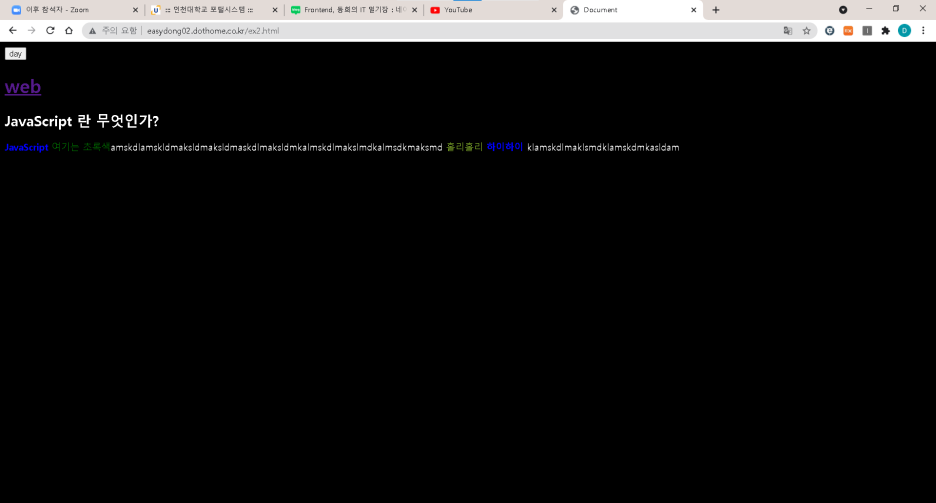 이후 참석자 - Zoom
::: 인천대학교 포털시스템 :::
Frontend, 동회의 IT 필기장 : 네이
YouTube
Document
주의 요함 | easydong02.dothome.co.kr/ex2.html
D
day
web
JavaScript 란 무엇인가?
JavaScript 여기는 초록색amskdlamskldmaksldmaksldmaskdlmaksldmkalmskdlmakslmdkalmsdkmaksmd 홀리홀리 하이하이 klamskdlmaklsmdklamskdmkasldam